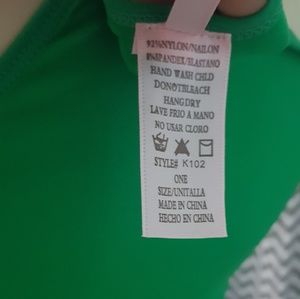 92%NYLON/NAILON
8%SPANDEX/ELASTANO
HAND WASH CHLD
DONOTBLEACH
HANGDRY
LAVE FRIO A MANO
NO USAR CLORO
STYLE# K102
ONE
SIZE/UNITALLA
MADE IN CHINA
HECHO EN CHINA